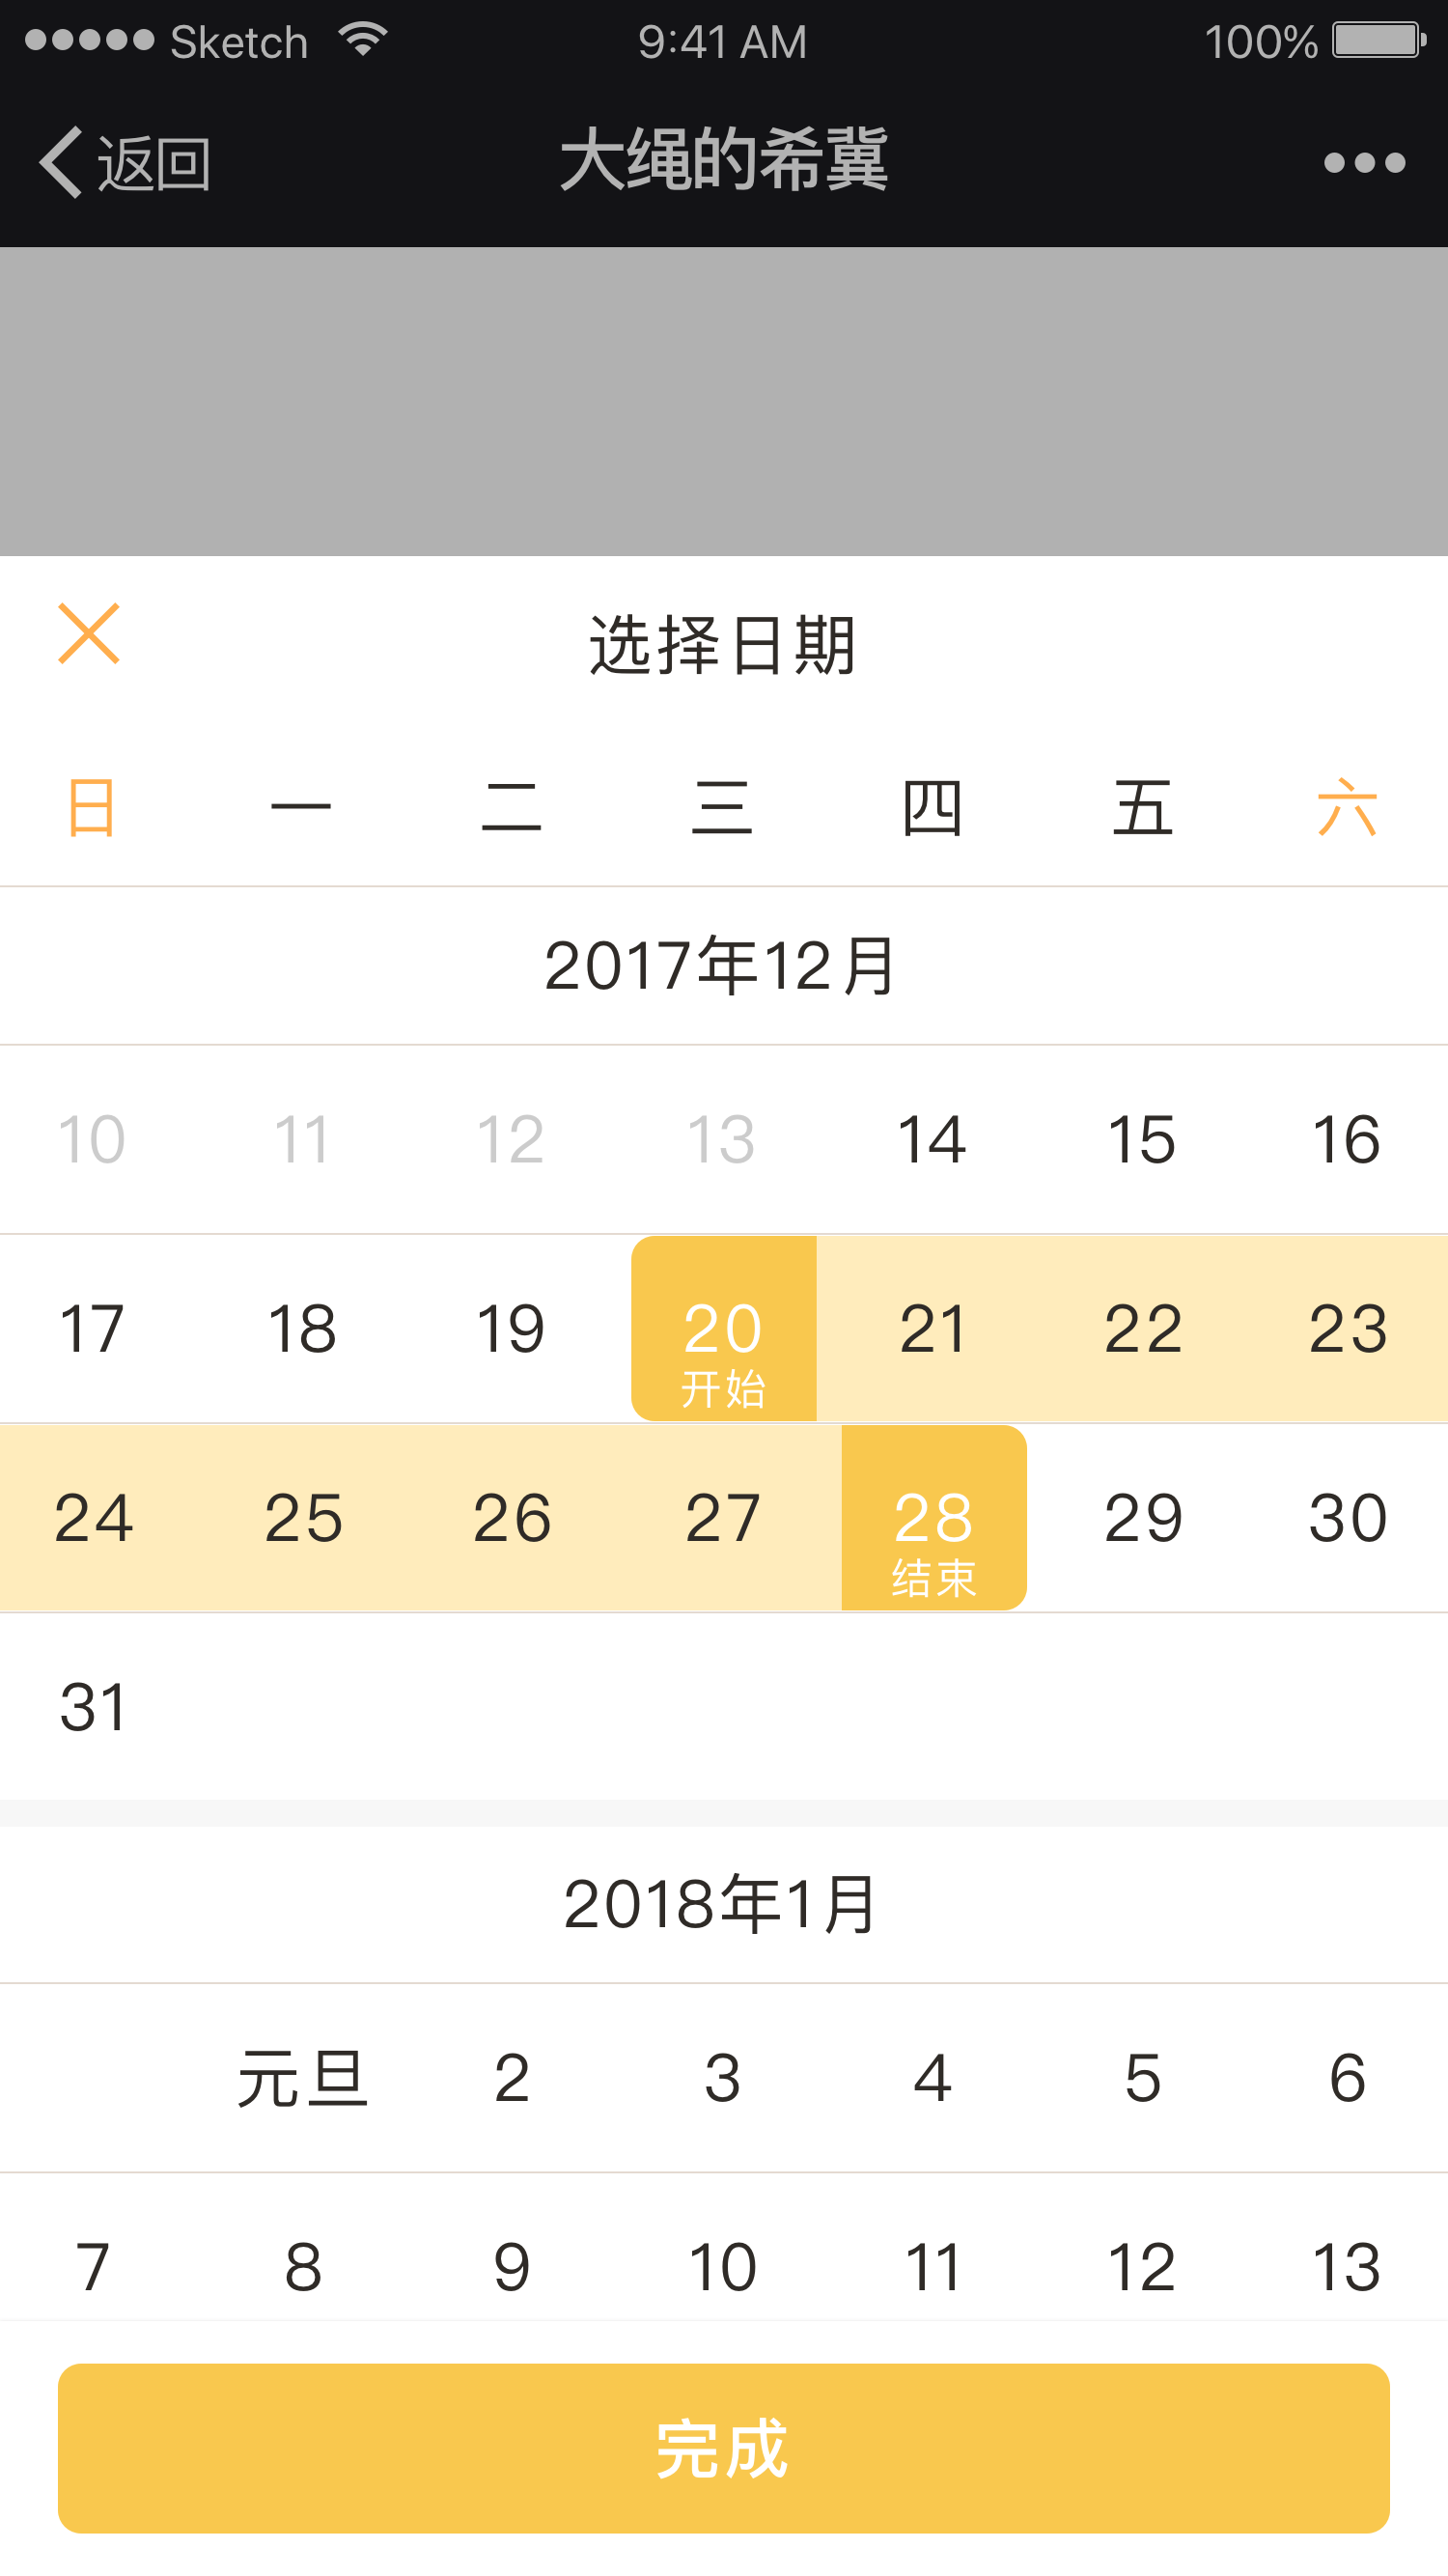 Sketch 9:41 AM 100%
返回 大绳的希冀
选择日期
日 一 二 三 四 五 六
2017年12月
10 11 12 13 14 15 16
17 18 19 20 21 22 23
开始
24 25 26 27 28 29 30
结束
31
2018年1月
元旦 2 3 4 5 6
7 8 9 10 11 12 13
完成